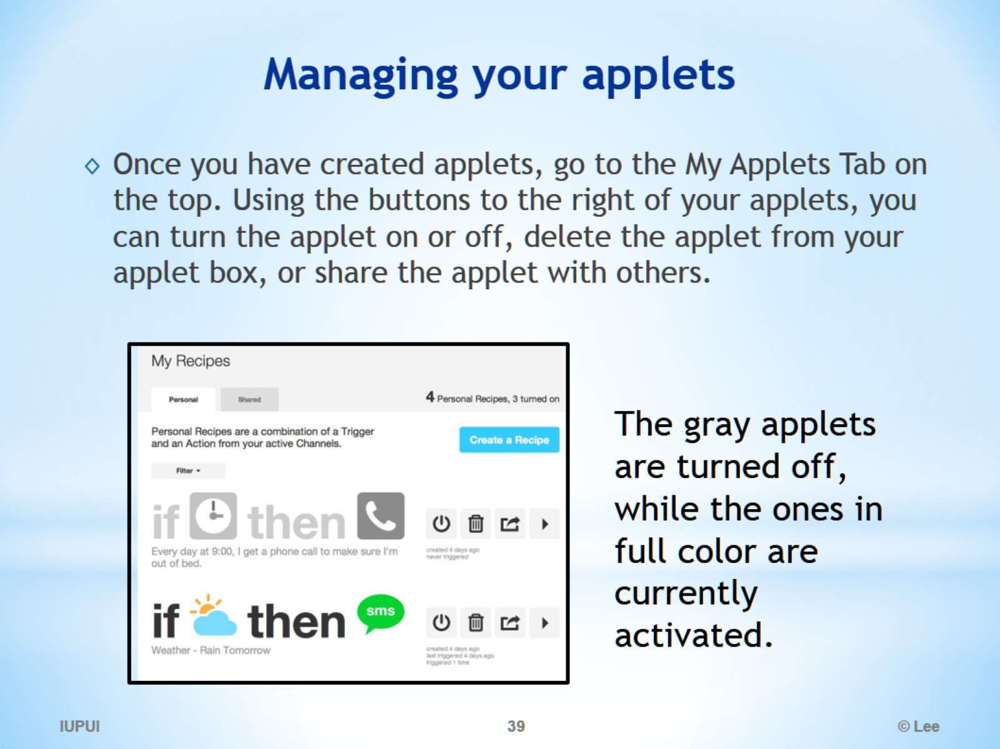 Managing your applets
◇ Once you have created applets, go to the My Applets Tab on
the top. Using the buttons to the right of your applets, you
can turn the applet on or off, delete the applet from your
applet box, or share the applet with others.
My Recipes
Personal Shared
4 Personal Recipes, 3 turned on
Personal Recipes are a combination of a Trigger
and an Action from your active Channels.
Create a Recipe
Filter
if then
Every day at 9:00, I get a phone call to make sure I'm
out of bed.
created 4 days ago
never triggered
if then sms
Weather - Rain Tomorrow
created 4 days ago
last triggered 4 days ago
triggered 1 time
The gray applets
are turned off,
while the ones in
full color are
currently
activated.
IUPUI 39 © Lee